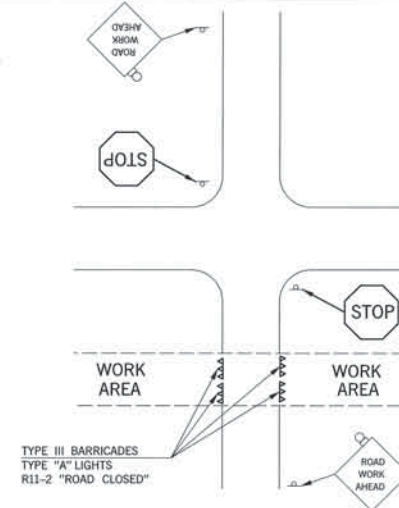 ROAD
WORK
AHEAD
STOP
STOP
WORK
AREA
WORK
AREA
TYPE III BARRICADES
TYPE "A" LIGHTS
R11-2 "ROAD CLOSED"
ROAD
WORK
AHEAD